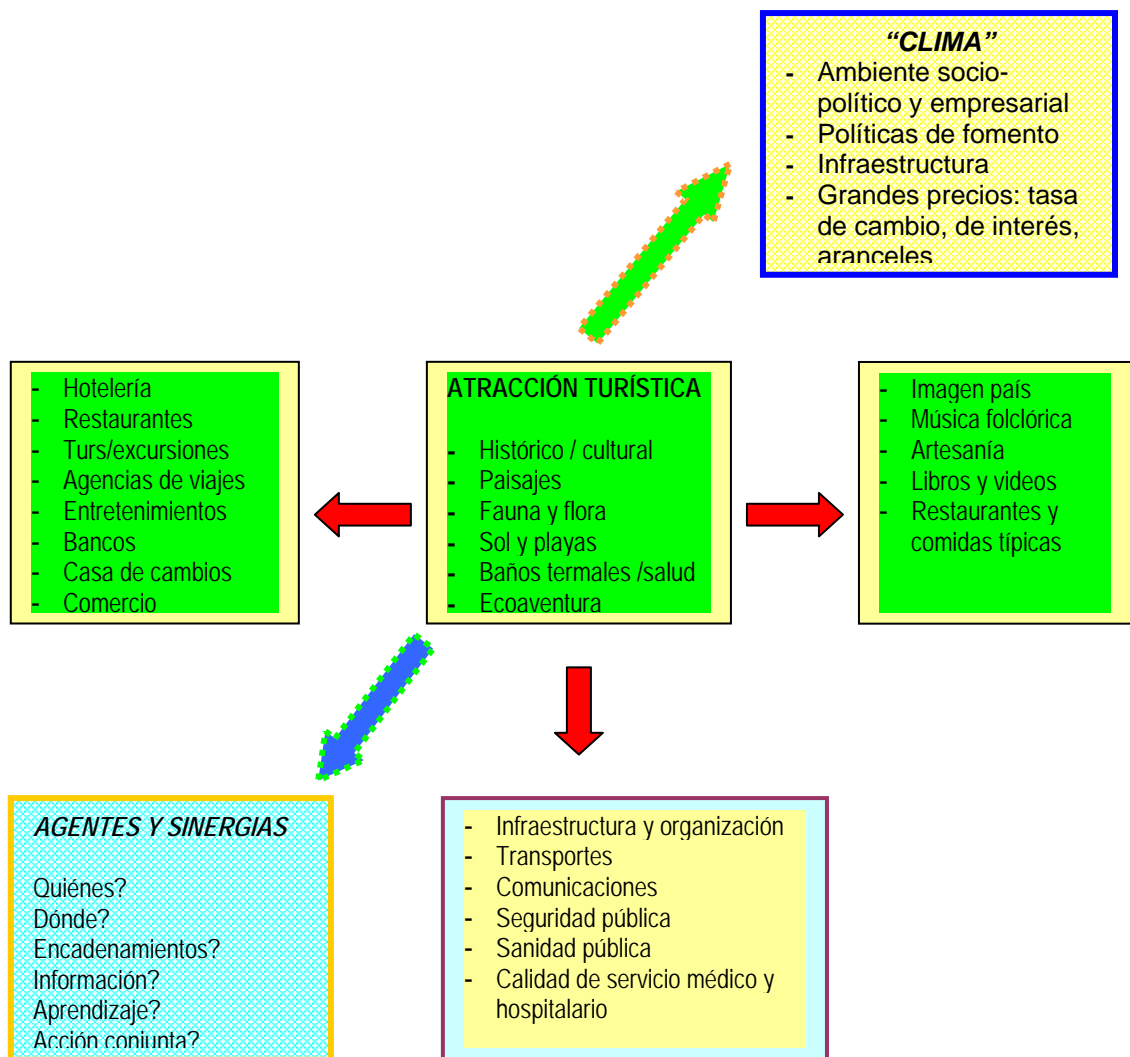 “CLIMA”
- Ambiente socio-
político y empresarial
- Políticas de fomento
- Infraestructura
- Grandes precios: tasa
de cambio, de interés,
aranceles
- Hotelería
- Restaurantes
- Turs/excursiones
- Agencias de viajes
- Entretenimientos
- Bancos
- Casa de cambios
- Comercio
ATRACCIÓN TURÍSTICA
- Histórico / cultural
- Paisajes
- Fauna y flora
- Sol y playas
- Baños termales /salud
- Ecoaventura
- Imagen país
- Música folclórica
- Artesanía
- Libros y videos
- Restaurantes y
comidas típicas
AGENTES Y SINERGIAS
Quiénes?
Dónde?
Encadenamientos?
Información?
Aprendizaje?
Acción conjunta?
- Infraestructura y organización
- Transportes
- Comunicaciones
- Seguridad pública
- Sanidad pública
- Calidad de servicio médico y
hospitalario